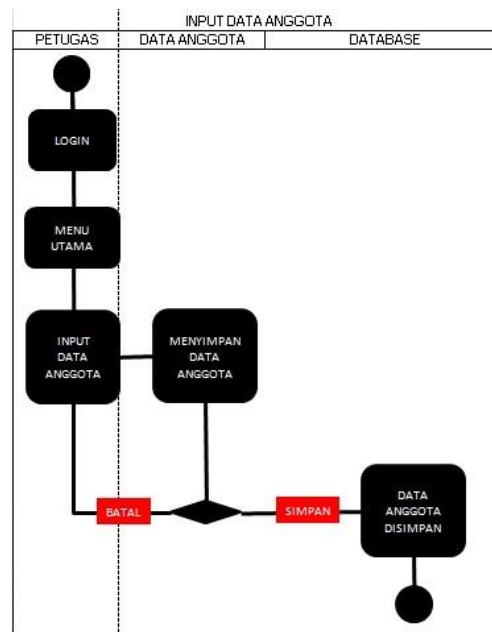 INPUT DATA ANGGOTA
PETUGAS
DATA ANGGOTA
DATABASE
LOGIN
MENU
UTAMA
INPUT
DATA
ANGGOTA
MENYIMPAN
DATA
ANGGOTA
BATAL
SIMPAN
DATA
ANGGOTA
DISIMPAN